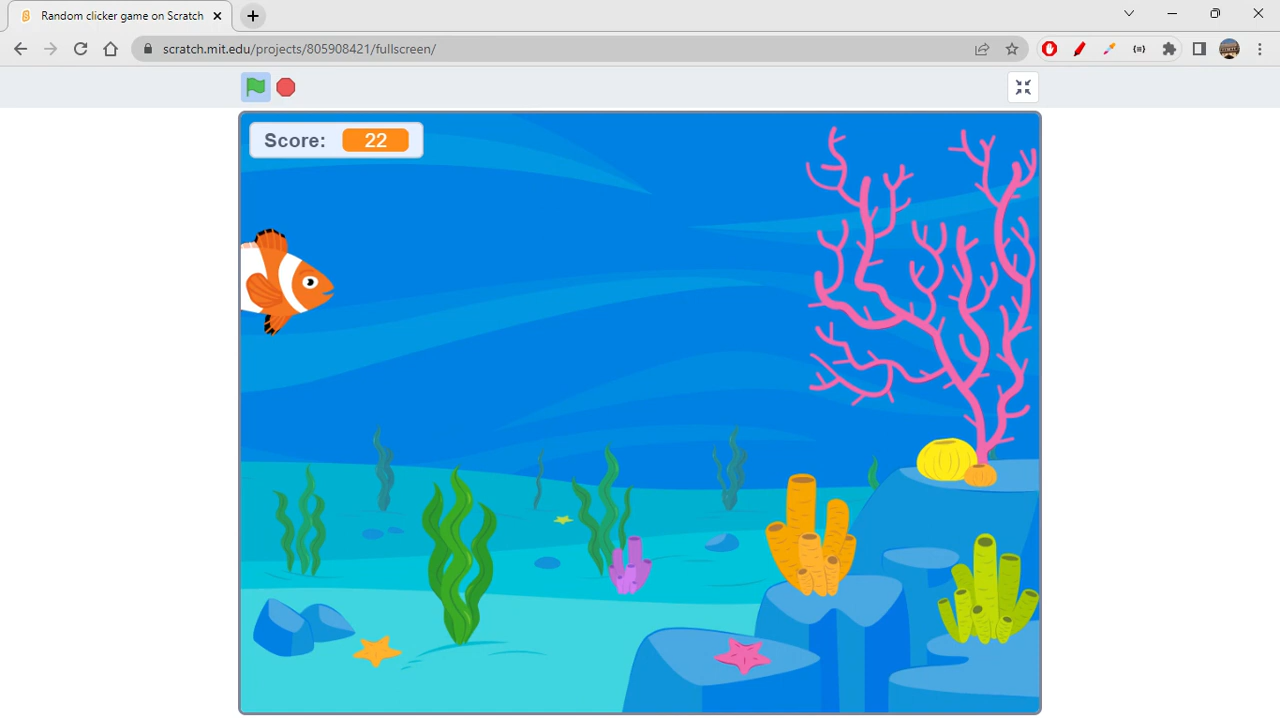 Random clicker game on Scratch
scratch.mit.edu/projects/805908421/fullscreen/
Score: 22